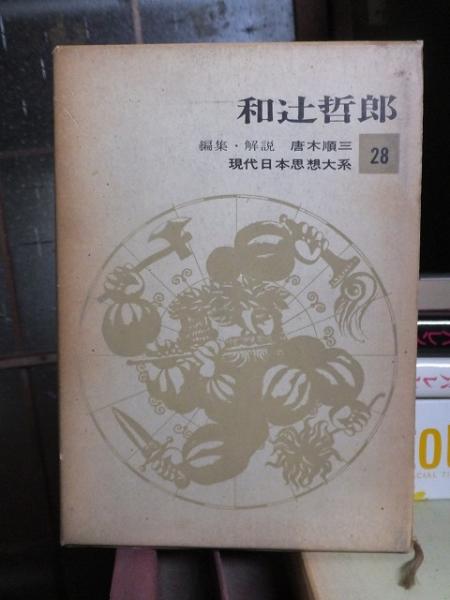 和辻哲郎
編集・解説 唐木順三
現代日本思想大系
28